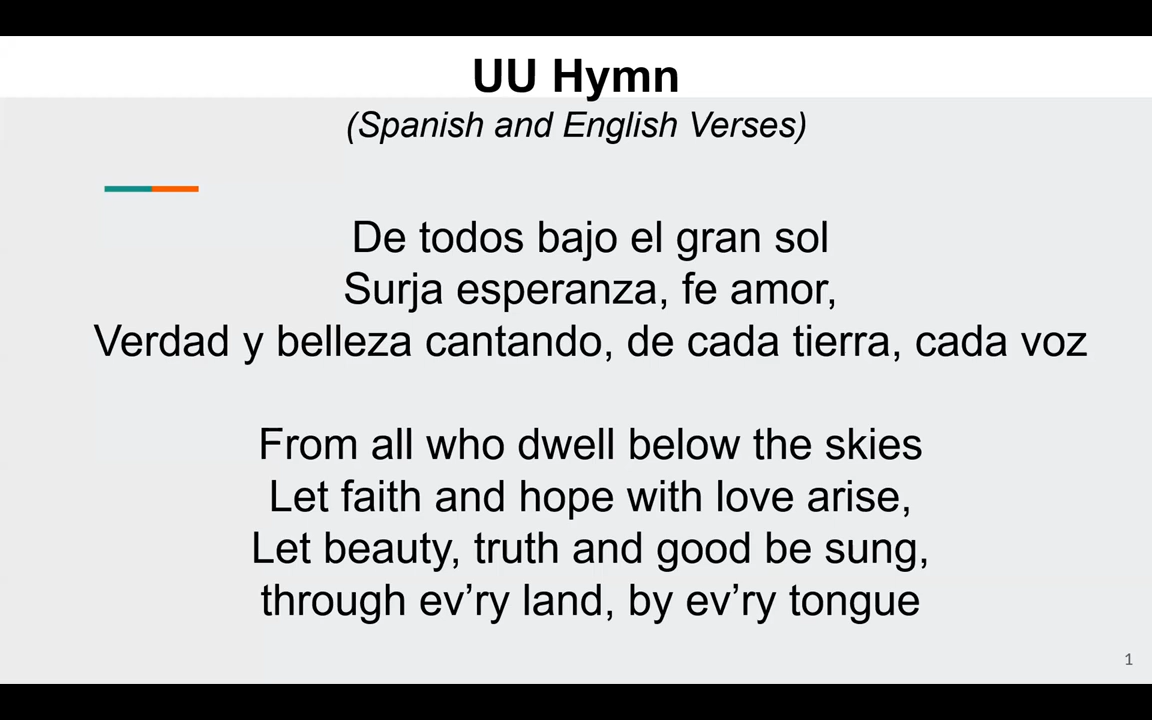 UU Hymn
(Spanish and English Verses)
De todos bajo el gran sol
Surja esperanza, fe amor,
Verdad y belleza cantando, de cada tierra, cada voz
From all who dwell below the skies
Let faith and hope with love arise,
Let beauty, truth and good be sung,
through ev’ry land, by ev’ry tongue
1